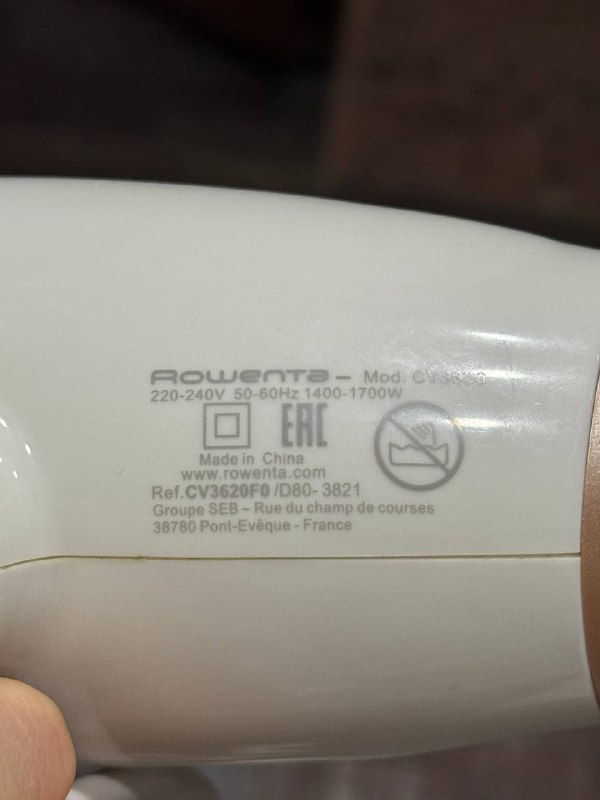 Rowenta – Mod. CV3620
220-240V 50-60Hz 1400-1700W
EAC
Made in China
www.rowenta.com
Ref.CV3620F0 /D80- 3821
Groupe SEB – Rue du champ de courses
38780 Pont-Evêque - France